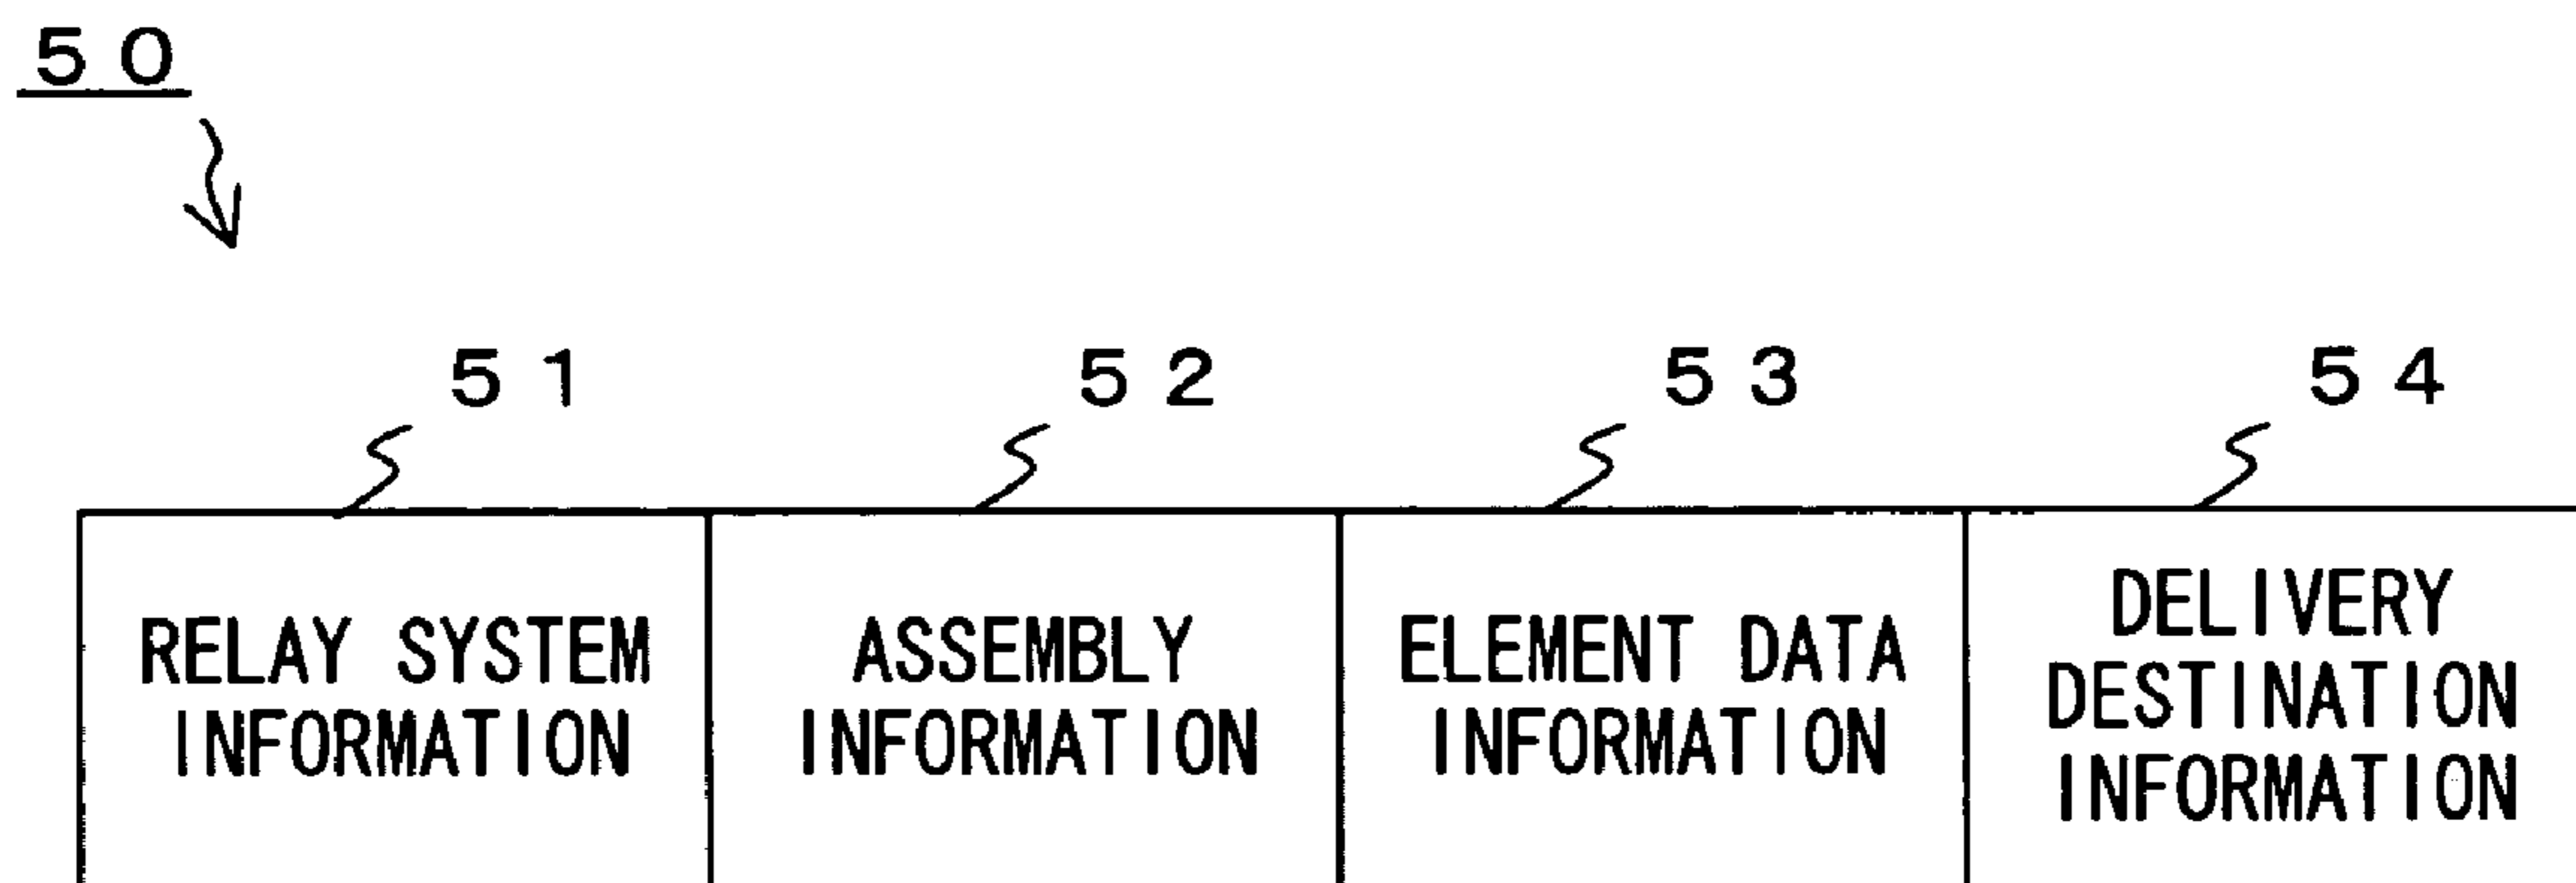 50
51 52 53 54
RELAY SYSTEM
INFORMATION
ASSEMBLY
INFORMATION
ELEMENT DATA
INFORMATION
DELIVERY
DESTINATION
INFORMATION